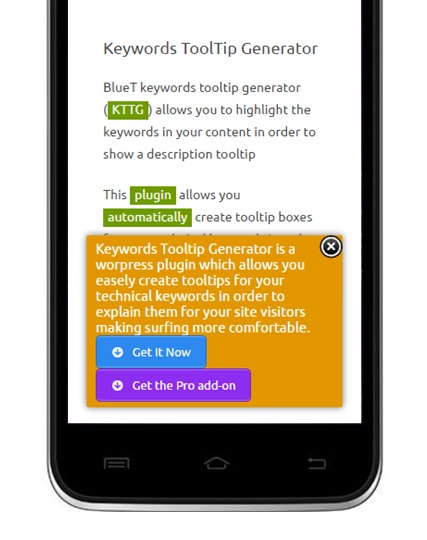 Keywords ToolTip Generator
BlueT keywords tooltip generator
( KTTG ) allows you to highlight the
keywords in your content in order to
show a description tooltip
This plugin allows you
automatically create tooltip boxes
Keywords Tooltip Generator is a
worpress plugin which allows you
easely create tooltips for your
technical keywords in order to
explain them for your site visitors
making surfing more comfortable.
Get It Now
Get the Pro add-on